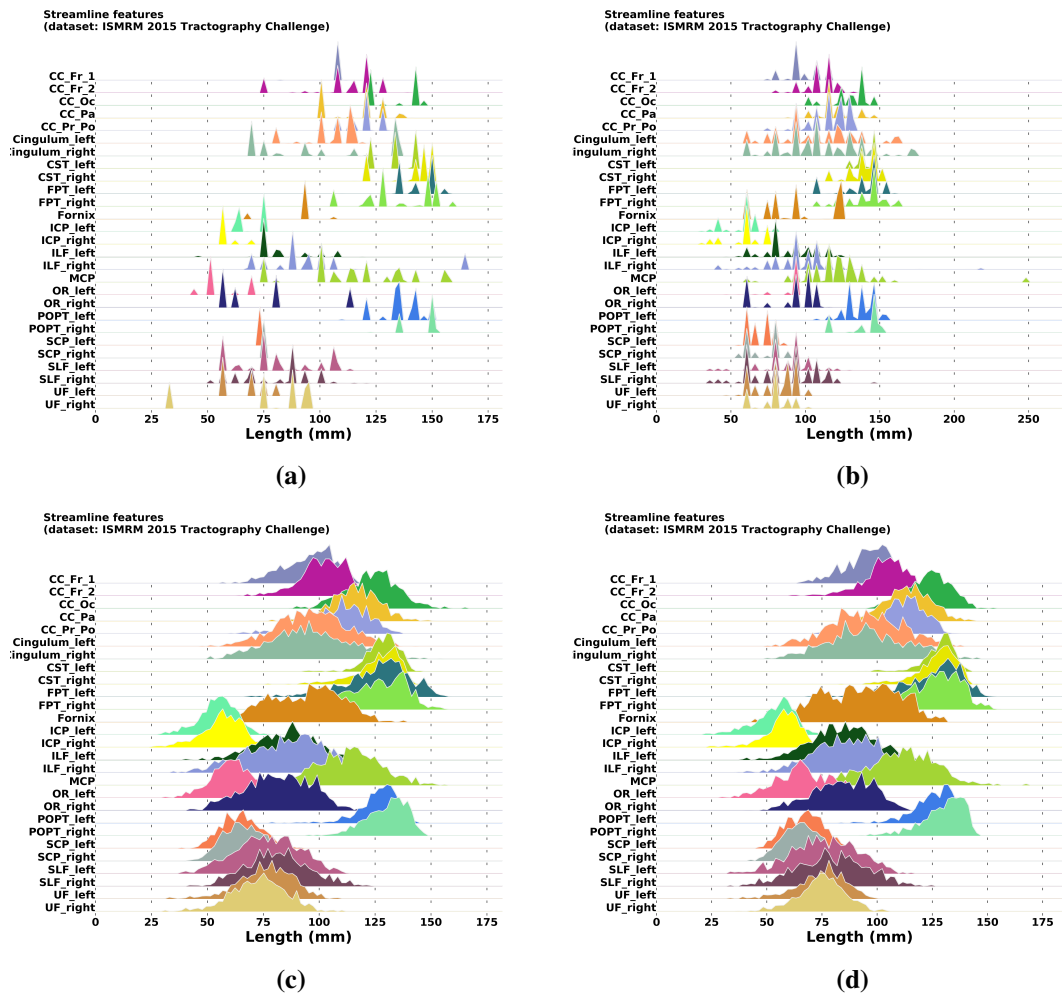 Streamline features
(dataset: ISMRM 2015 Tractography Challenge)
CC_Fr_1
CC_Fr_2
CC_Oc
CC_Pa
CC_Pr_Po
Cingulum_left
ingulum_right
CST_left
CST_right
FPT_left
FPT_right
Fornix
ICP_left
ICP_right
ILF_left
ILF_right
MCP
OR_left
OR_right
POPT_left
POPT_right
SCP_left
SCP_right
SLF_left
SLF_right
UF_left
UF_right
0 25 50 75 100 125 150 175
Length (mm)
(a)
Streamline features
(dataset: ISMRM 2015 Tractography Challenge)
CC_Fr_1
CC_Fr_2
CC_Oc
CC_Pa
CC_Pr_Po
Cingulum_left
ingulum_right
CST_left
CST_right
FPT_left
FPT_right
Fornix
ICP_left
ICP_right
ILF_left
ILF_right
MCP
OR_left
OR_right
POPT_left
POPT_right
SCP_left
SCP_right
SLF_left
SLF_right
UF_left
UF_right
0 50 100 150 200 250
Length (mm)
(b)
Streamline features
(dataset: ISMRM 2015 Tractography Challenge)
CC_Fr_1
CC_Fr_2
CC_Oc
CC_Pa
CC_Pr_Po
Cingulum_left
ingulum_right
CST_left
CST_right
FPT_left
FPT_right
Fornix
ICP_left
ICP_right
ILF_left
ILF_right
MCP
OR_left
OR_right
POPT_left
POPT_right
SCP_left
SCP_right
SLF_left
SLF_right
UF_left
UF_right
0 25 50 75 100 125 150 175
Length (mm)
(c)
Streamline features
(dataset: ISMRM 2015 Tractography Challenge)
CC_Fr_1
CC_Fr_2
CC_Oc
CC_Pa
CC_Pr_Po
Cingulum_left
ingulum_right
CST_left
CST_right
FPT_left
FPT_right
Fornix
ICP_left
ICP_right
ILF_left
ILF_right
MCP
OR_left
OR_right
POPT_left
POPT_right
SCP_left
SCP_right
SLF_left
SLF_right
UF_left
UF_right
0 25 50 75 100 125 150 175
Length (mm)
(d)